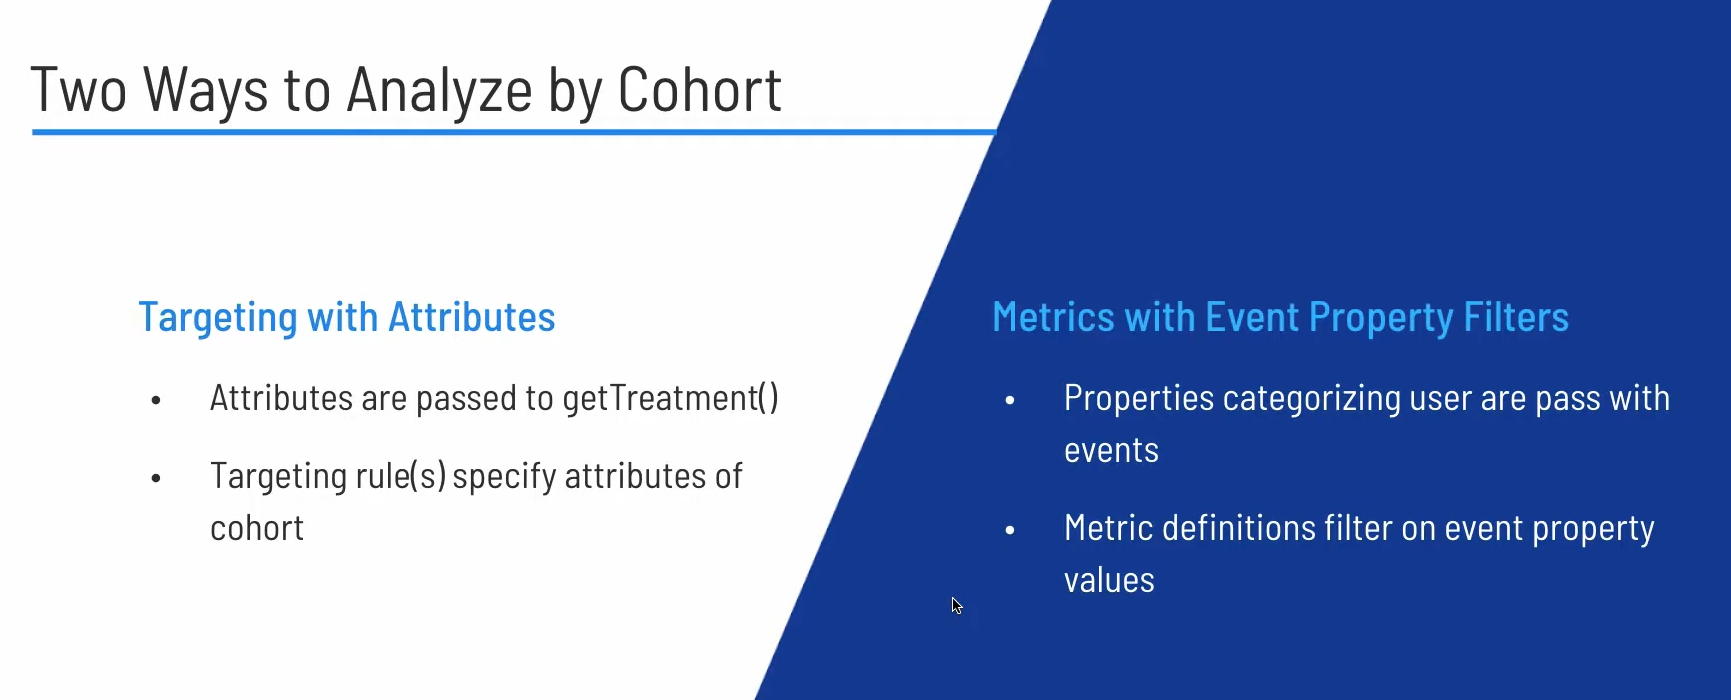 Two Ways to Analyze by Cohort
Targeting with Attributes
• Attributes are passed to getTreatment()
• Targeting rule(s) specify attributes of
cohort
Metrics with Event Property Filters
• Properties categorizing user are pass with
events
• Metric definitions filter on event property
values